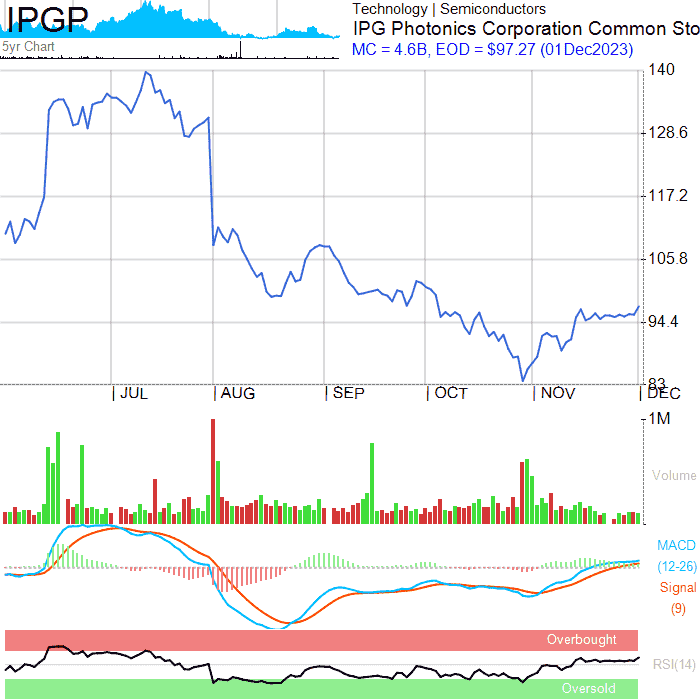 IPGP
5yr Chart
Technology | Semiconductors
IPG Photonics Corporation Common Sto
MC = 4.6B, EOD = $97.27 (01Dec2023)
140
128.6
117.2
105.8
94.4
83
JUL
AUG
SEP
OCT
NOV
DEC
1M
Volume
MACD
(12-26)
Signal
(9)
Overbought
RSI(14)
Oversold